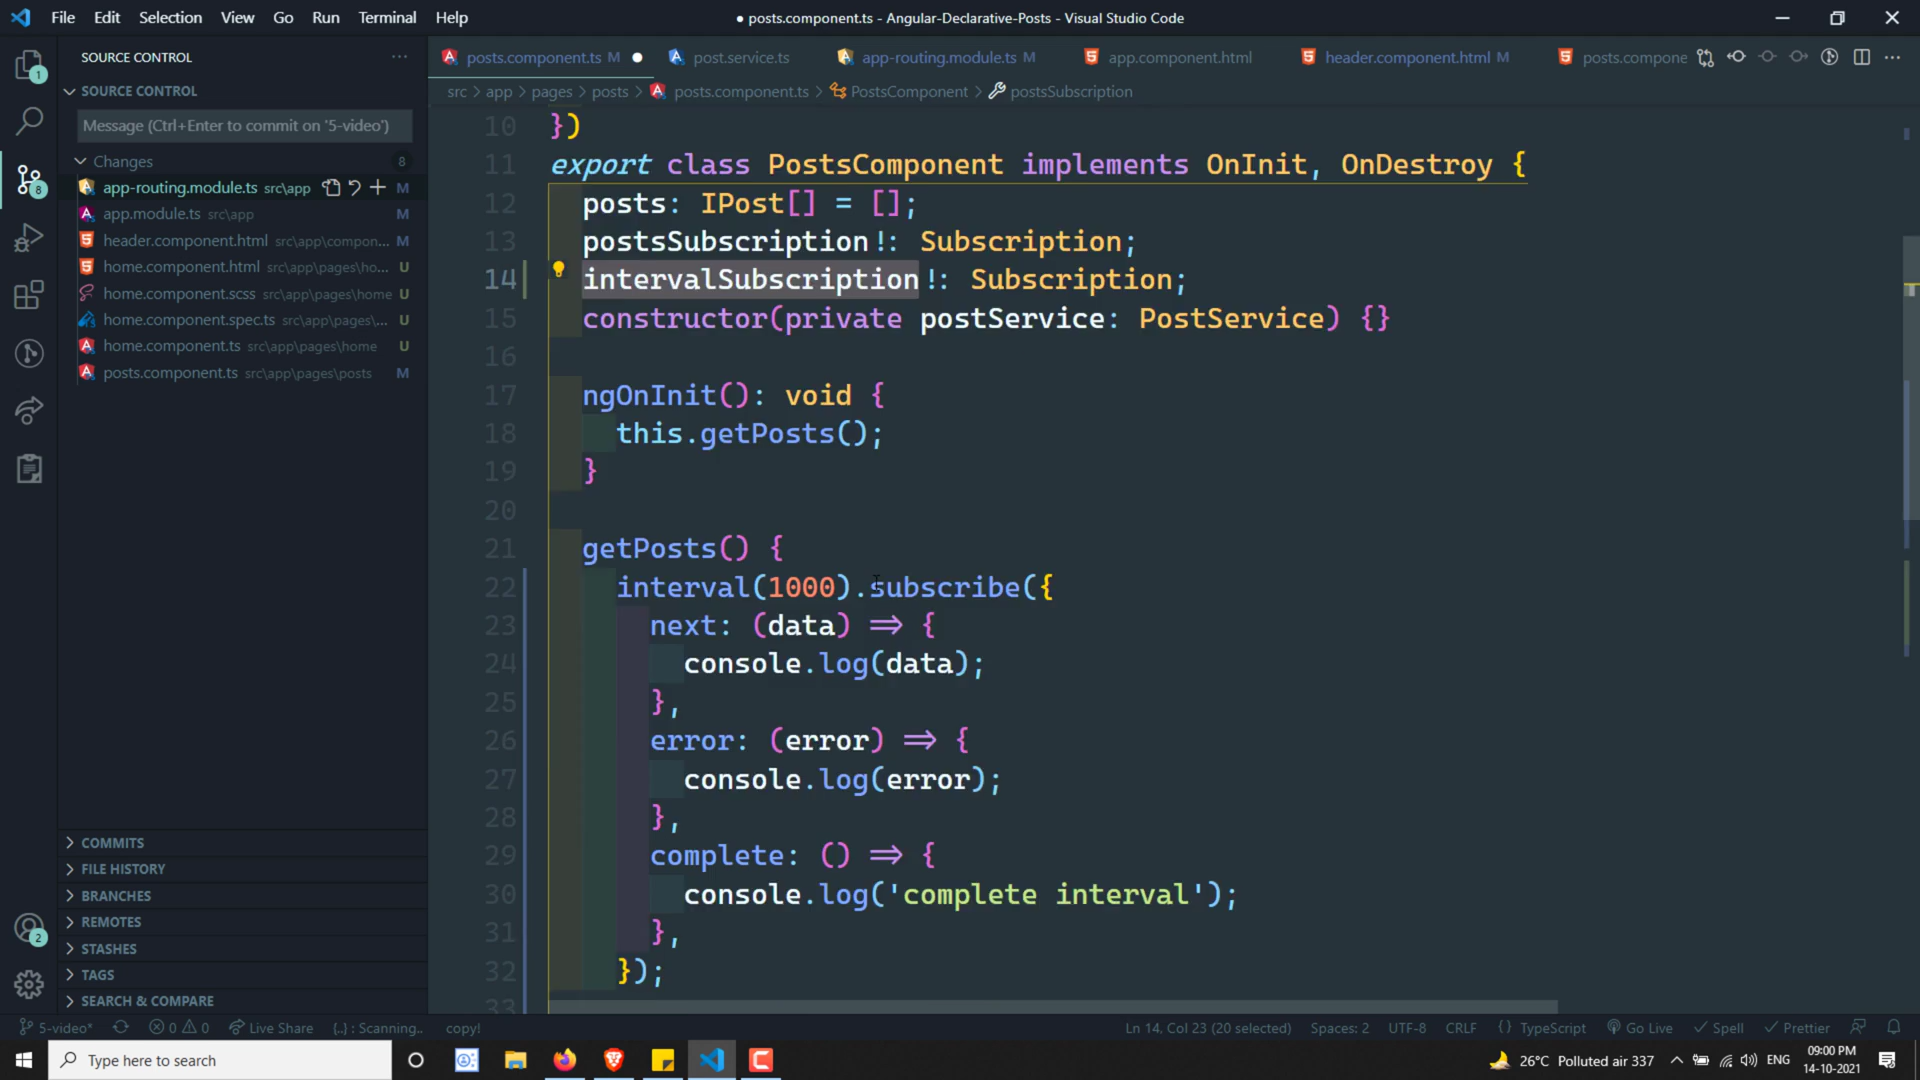 File Edit Selection View Go Run Terminal Help
● posts.component.ts - Angular-Declarative-Posts - Visual Studio Code
SOURCE CONTROL
SOURCE CONTROL
Message (Ctrl+Enter to commit on '5-video')
Changes 8
app-routing.module.ts src\app M
app.module.ts src\app M
header.component.html src\app\compon... M
home.component.html src\app\pages\ho... U
home.component.scss src\app\pages\home U
home.component.spec.ts src\app\pages\... U
home.component.ts src\app\pages\home U
posts.component.ts src\app\pages\posts M
COMMITS
FILE HISTORY
BRANCHES
REMOTES
STASHES
TAGS
SEARCH & COMPARE
1
8
2
posts.component.ts M post.service.ts app-routing.module.ts M app.component.html header.component.html M posts.compone
src > app > pages > posts > posts.component.ts > PostsComponent > postsSubscription
10 })
11 export class PostsComponent implements OnInit, OnDestroy {
12 posts: IPost[] = [];
13 postsSubscription!: Subscription;
14 intervalSubscription!: Subscription;
15 constructor(private postService: PostService) {}
16
17 ngOnInit(): void {
18 this.getPosts();
19 }
20
21 getPosts() {
22 interval(1000).subscribe({
23 next: (data) => {
24 console.log(data);
25 },
26 error: (error) => {
27 console.log(error);
28 },
29 complete: () => {
30 console.log('complete interval');
31 },
32 });
33
5-video* 0 0 Live Share {..} : Scanning.. copy! Ln 14, Col 23 (20 selected) Spaces: 2 UTF-8 CRLF {} TypeScript Go Live Spell Prettier
Type here to search
26°C Polluted air 337 ENG 09:00 PM
14-10-2021